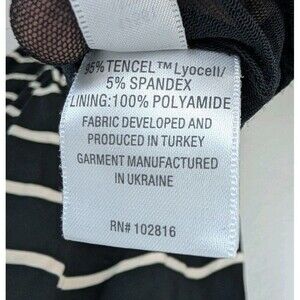 95% TENCEL™ Lyocell/
5% SPANDEX
LINING:100% POLYAMIDE
FABRIC DEVELOPED AND
PRODUCED IN TURKEY
GARMENT MANUFACTURED
IN UKRAINE
RN# 102816